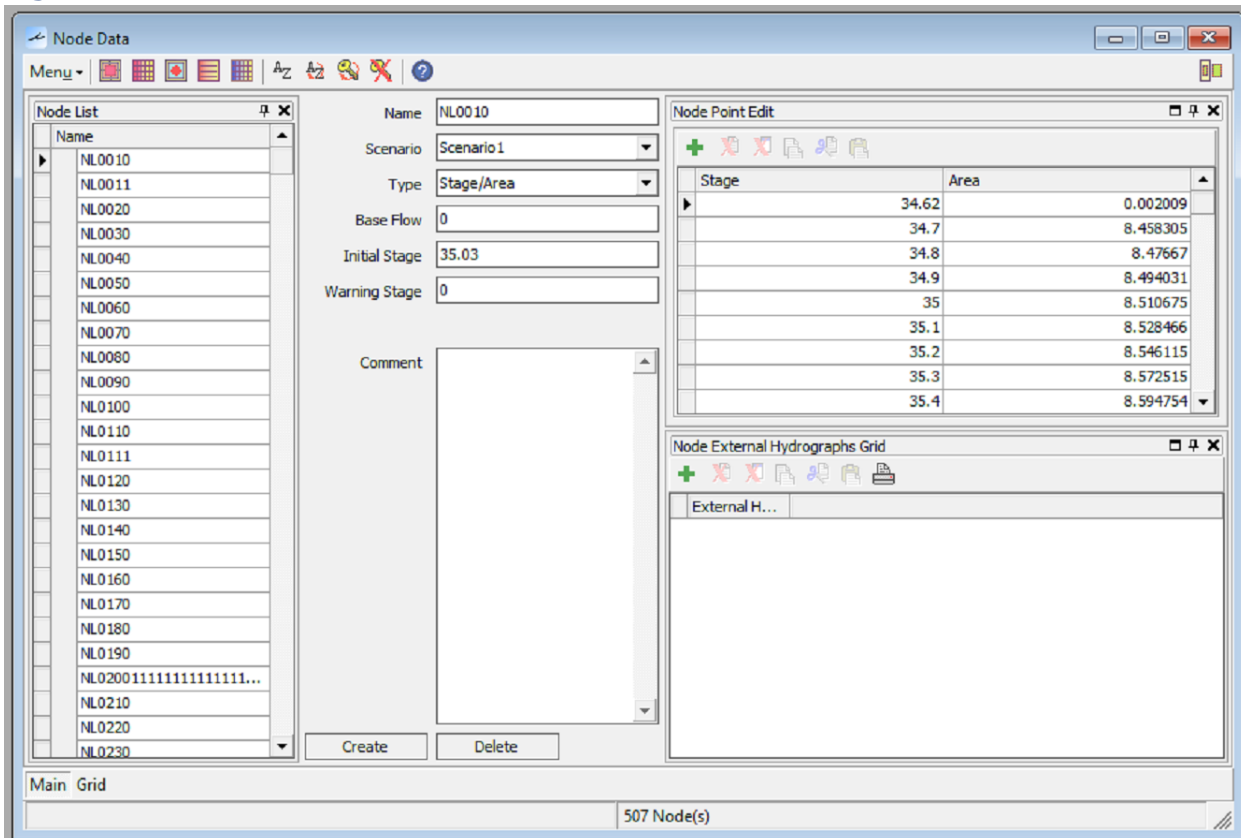 Node Data
Menu
Node List
Name
NL0010
NL0011
NL0020
NL0030
NL0040
NL0050
NL0060
NL0070
NL0080
NL0090
NL0100
NL0110
NL0111
NL0120
NL0130
NL0140
NL0150
NL0160
NL0170
NL0180
NL0190
NL020011111111111111...
NL0210
NL0220
NL0230
Name NL0010
Scenario Scenario1
Type Stage/Area
Base Flow 0
Initial Stage 35.03
Warning Stage 0
Comment
Create Delete
Node Point Edit
Stage Area
34.62 0.002009
34.7 8.458305
34.8 8.47667
34.9 8.494031
35 8.510675
35.1 8.528466
35.2 8.546115
35.3 8.572515
35.4 8.594754
Node External Hydrographs Grid
External H...
Main Grid
507 Node(s)